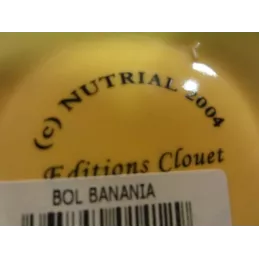 (c) NUTRIAL 2004
Editions Clouet
BOL BANANIA